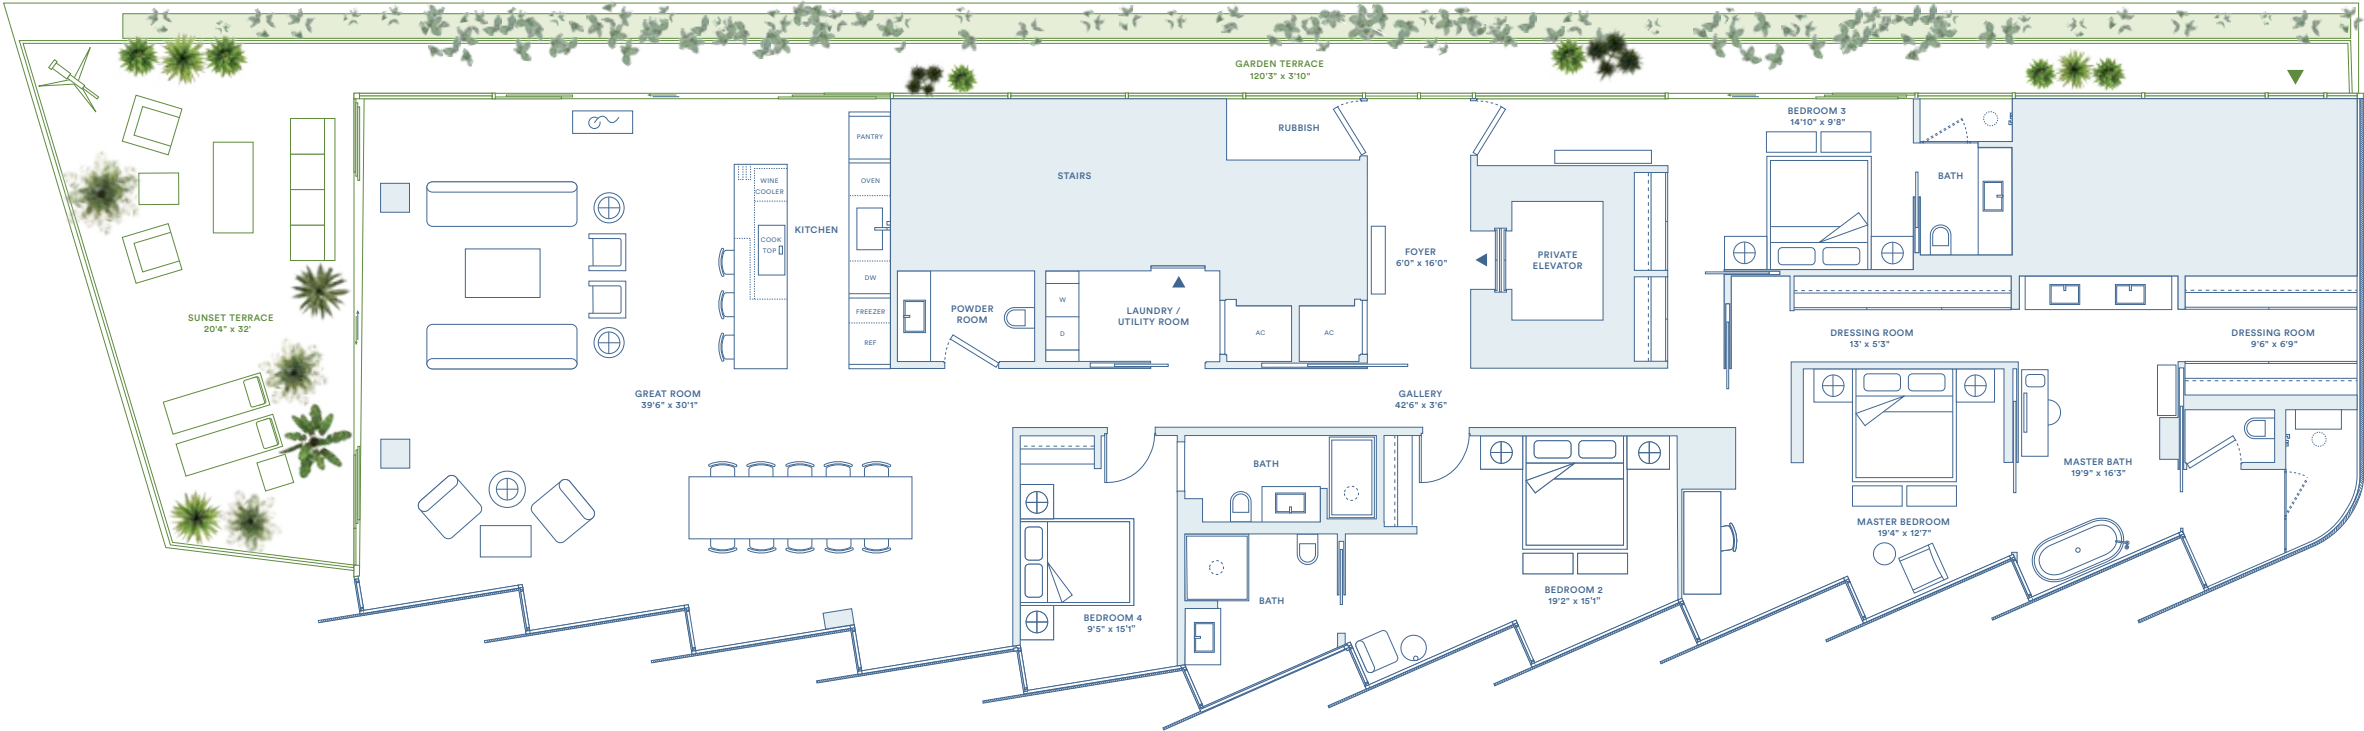 GARDEN TERRACE
120'3" x 3'10"
BEDROOM 3
14'10" x 9'8"
RUBBISH
PANTRY
STAIRS
BATH
WINE
COOLER
OVEN
KITCHEN
COOK
TOP
FOYER
6'0" x 16'0"
PRIVATE
ELEVATOR
DW
POWDER
ROOM
W
LAUNDRY /
UTILITY ROOM
FREEZER
SUNSET TERRACE
20'4" x 32'
D
AC
AC
REF
DRESSING ROOM
13' x 5'3"
DRESSING ROOM
9'6" x 6'9"
GREAT ROOM
39'6" x 30'1"
GALLERY
42'6" x 3'6"
BATH
MASTER BATH
19'9" x 16'3"
MASTER BEDROOM
19'4" x 12'7"
BEDROOM 2
19'2" x 15'1"
BATH
BEDROOM 4
9'5" x 15'1"